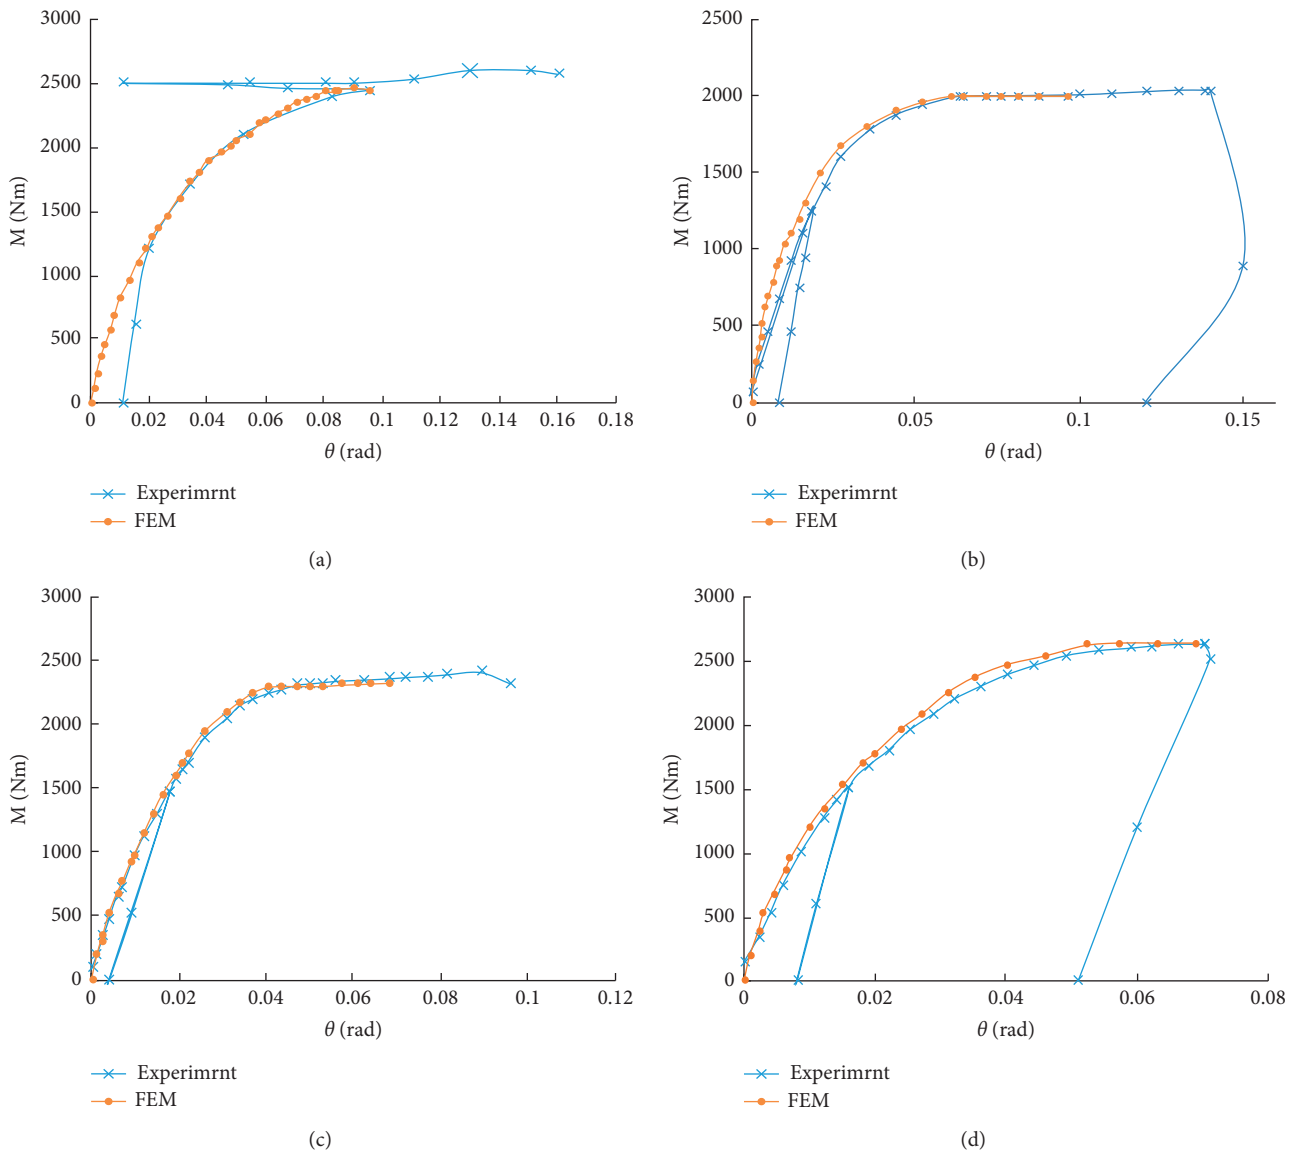 3000
2500
2000
1500
1000
500
0
M (Nm)
0 0.02 0.04 0.06 0.08 0.10 0.12 0.14 0.16 0.18
θ (rad)
Experimrnt
FEM
(a)
2500
2000
1500
1000
500
0
M (Nm)
0 0.05 0.1 0.15
θ (rad)
Experimrnt
FEM
(b)
3000
2500
2000
1500
1000
500
0
M (Nm)
0 0.02 0.04 0.06 0.08 0.1 0.12
θ (rad)
Experimrnt
FEM
(c)
3000
2500
2000
1500
1000
500
0
M (Nm)
0 0.02 0.04 0.06 0.08
θ (rad)
Experimrnt
FEM
(d)